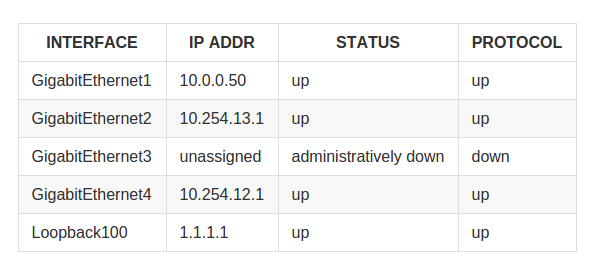 INTERFACE IP ADDR STATUS PROTOCOL
GigabitEthernet1 10.0.0.50 up up
GigabitEthernet2 10.254.13.1 up up
GigabitEthernet3 unassigned administratively down down
GigabitEthernet4 10.254.12.1 up up
Loopback100 1.1.1.1 up up